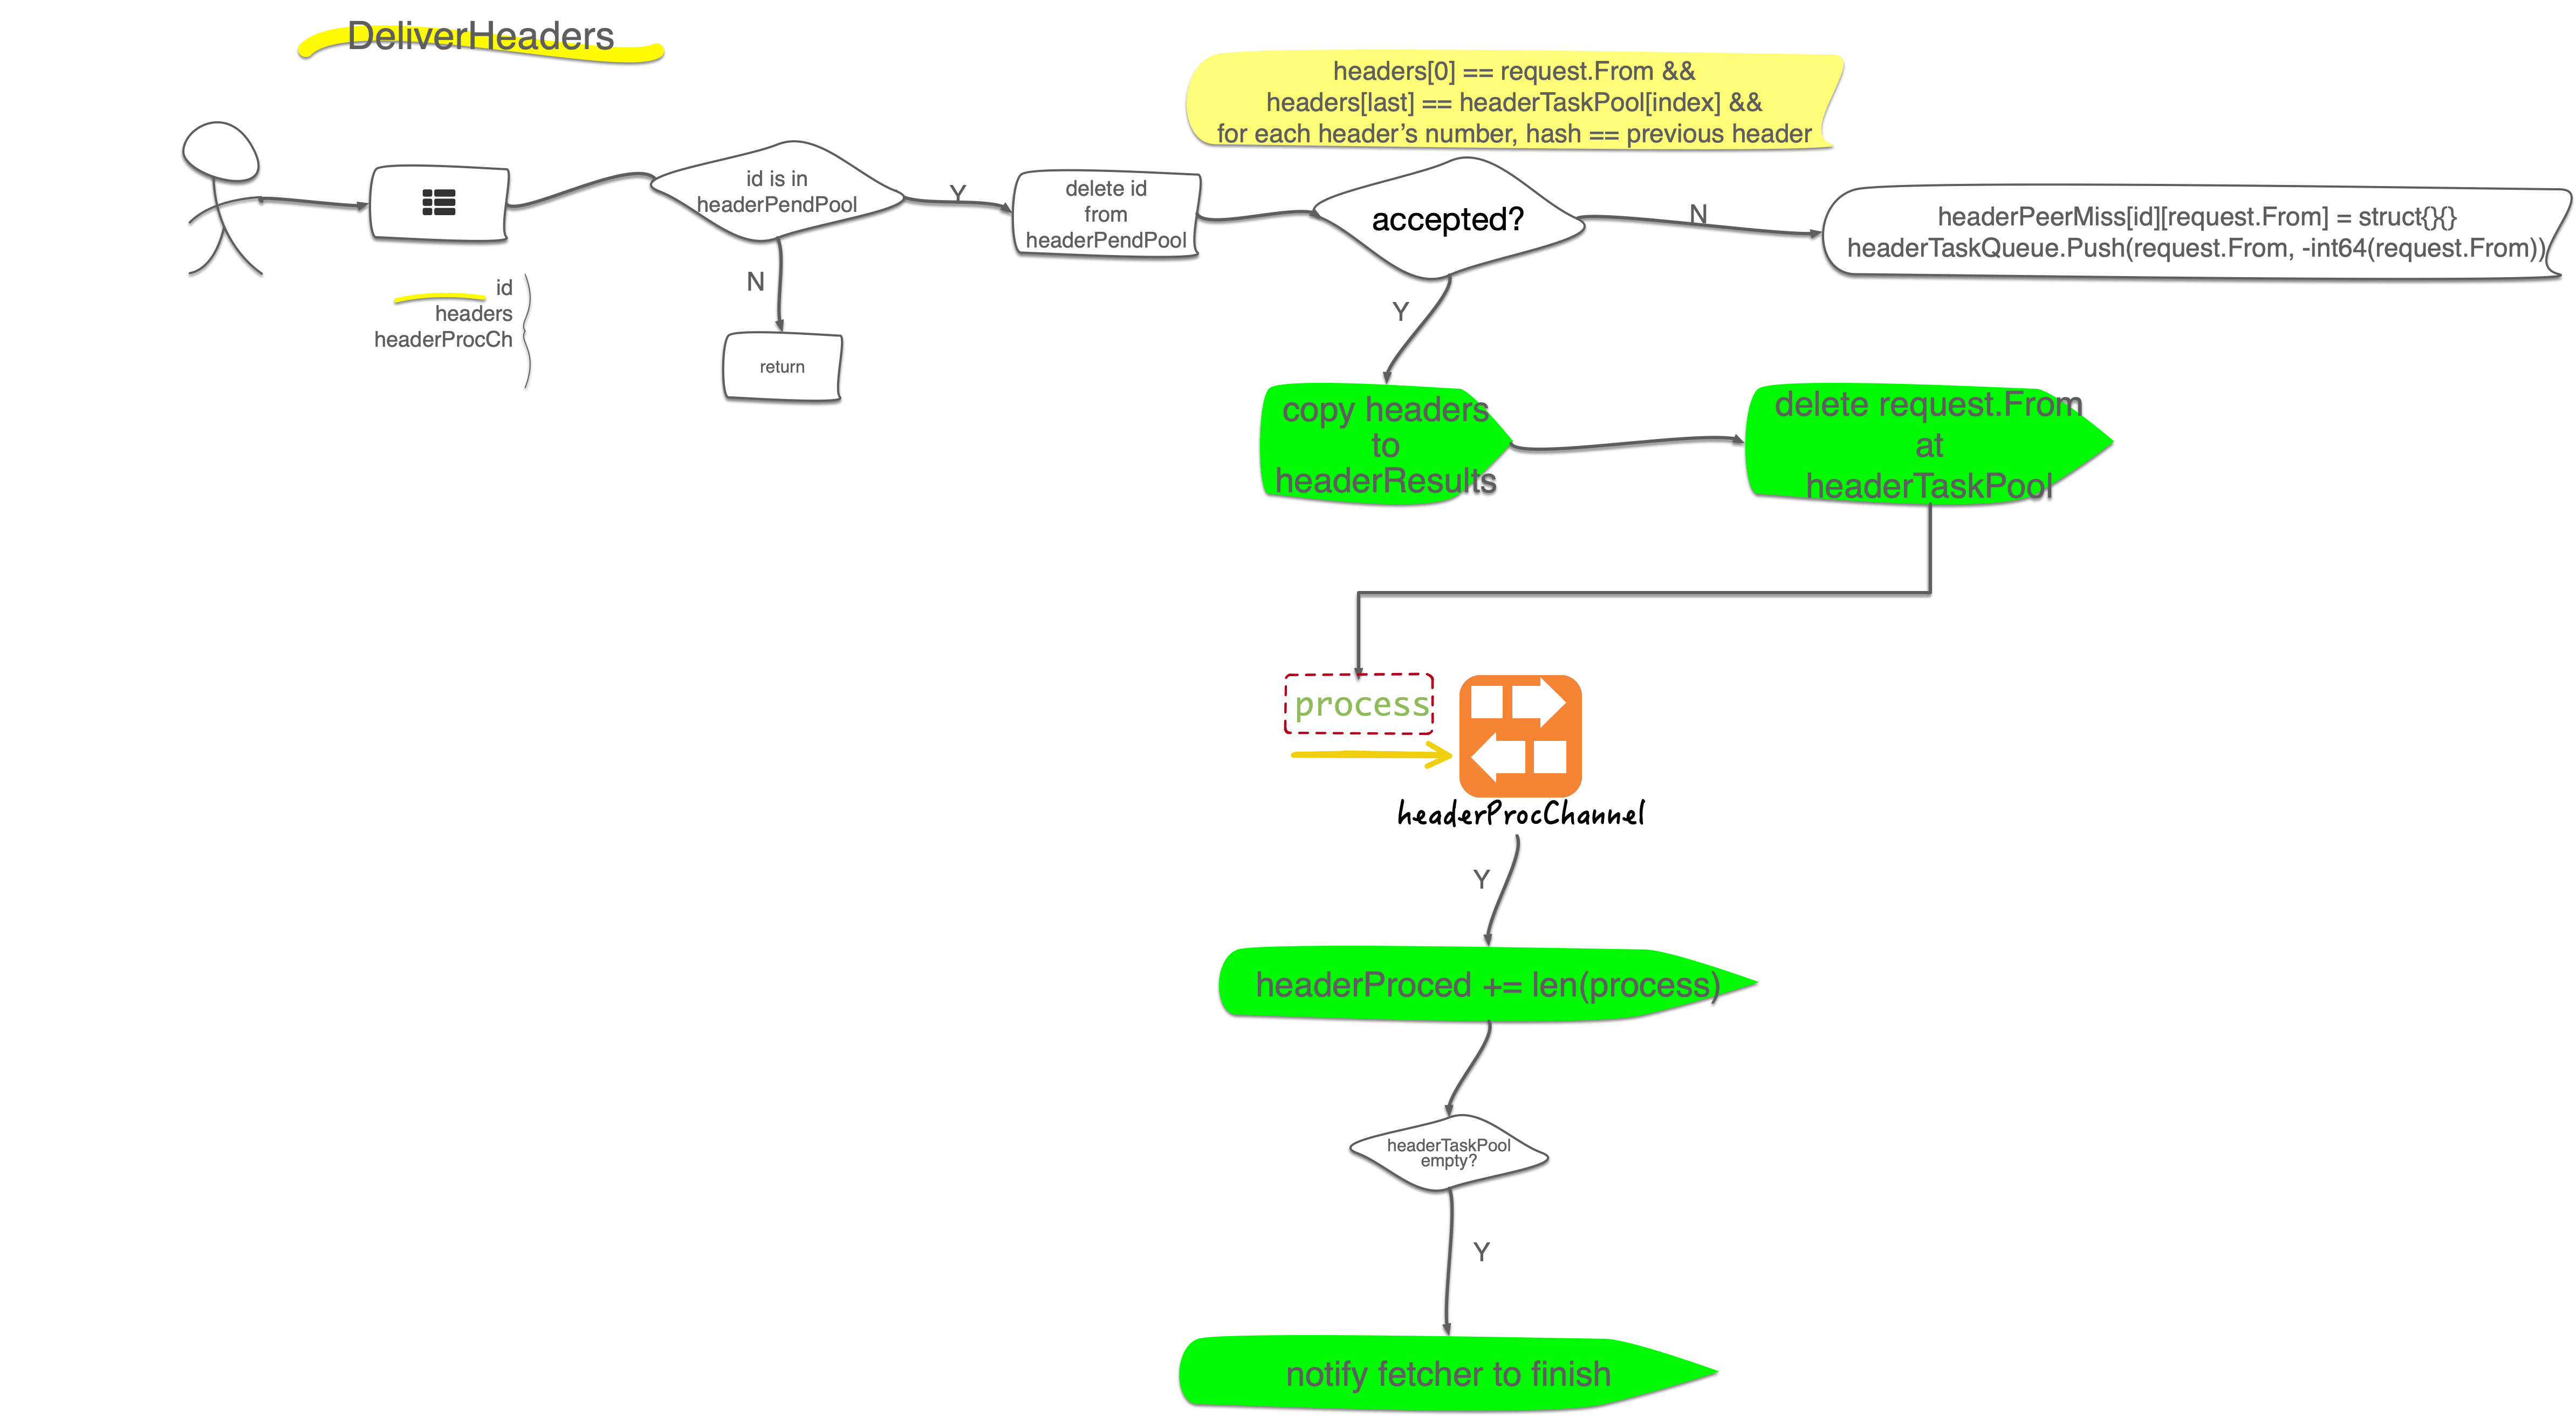 DeliverHeaders
headers[0] == request.From &&
headers[last] == headerTaskPool[index] &&
for each header’s number, hash == previous header
id is in
headerPendPool
Y
delete id
from
headerPendPool
accepted?
N
headerPeerMiss[id][request.From] = struct{}{}
headerTaskQueue.Push(request.From, -int64(request.From))
id
headers
headerProcCh
N
return
Y
copy headers
to
headerResults
delete request.From
at
headerTaskPool
process
headerProcChannel
Y
headerProced += len(process)
headerTaskPool
empty?
Y
notify fetcher to finish